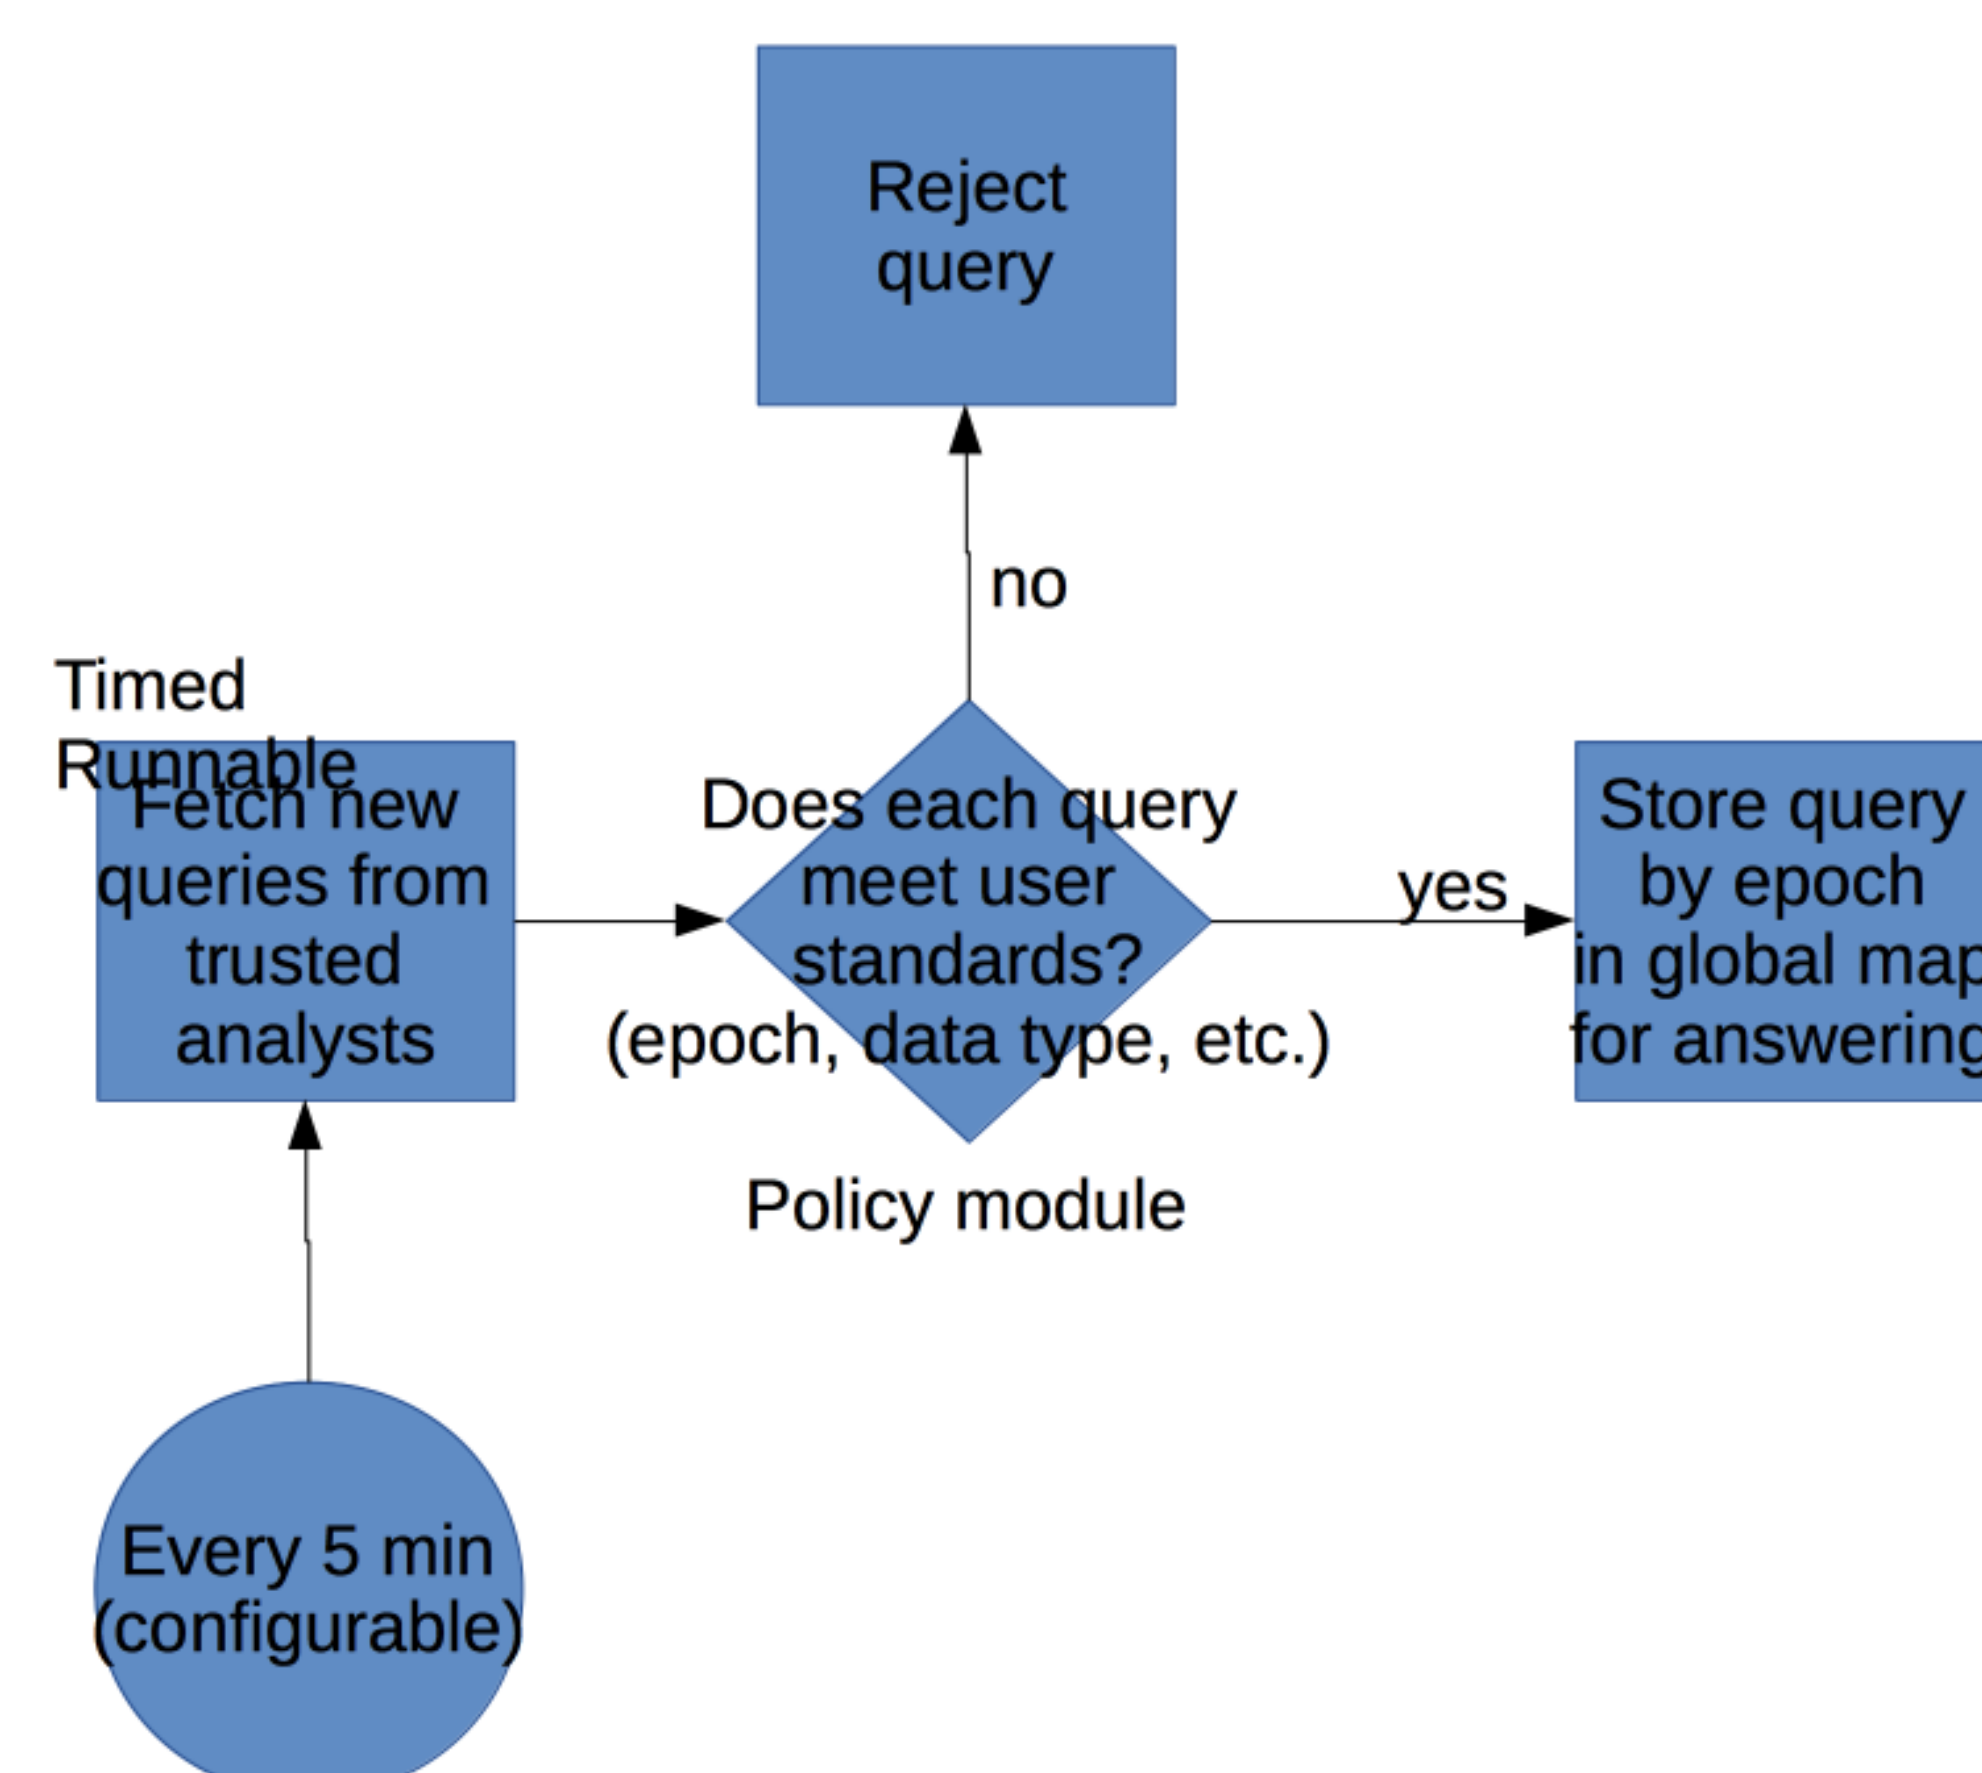 Reject
query
no
Timed
Runnable
Fetch new
queries from
trusted
analysts
Does each query
meet user
standards?
(epoch, data type, etc.)
Policy module
yes
Store query
by epoch
in global map
for answering
Every 5 min
(configurable)